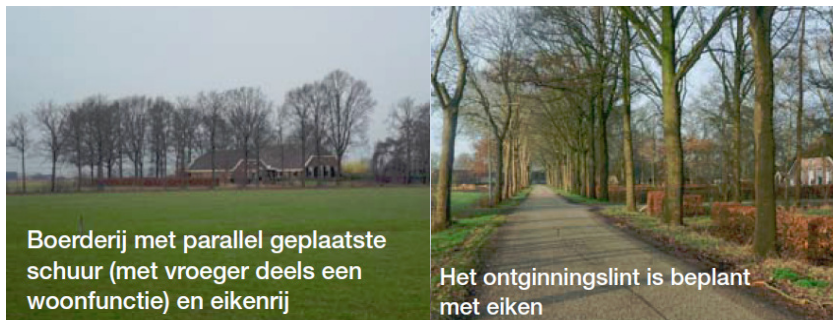 Boerderij met parallel geplaatste
schuur (met vroeger deels een
woonfunctie) en eikenrij
Het ontginningslint is beplant
met eiken